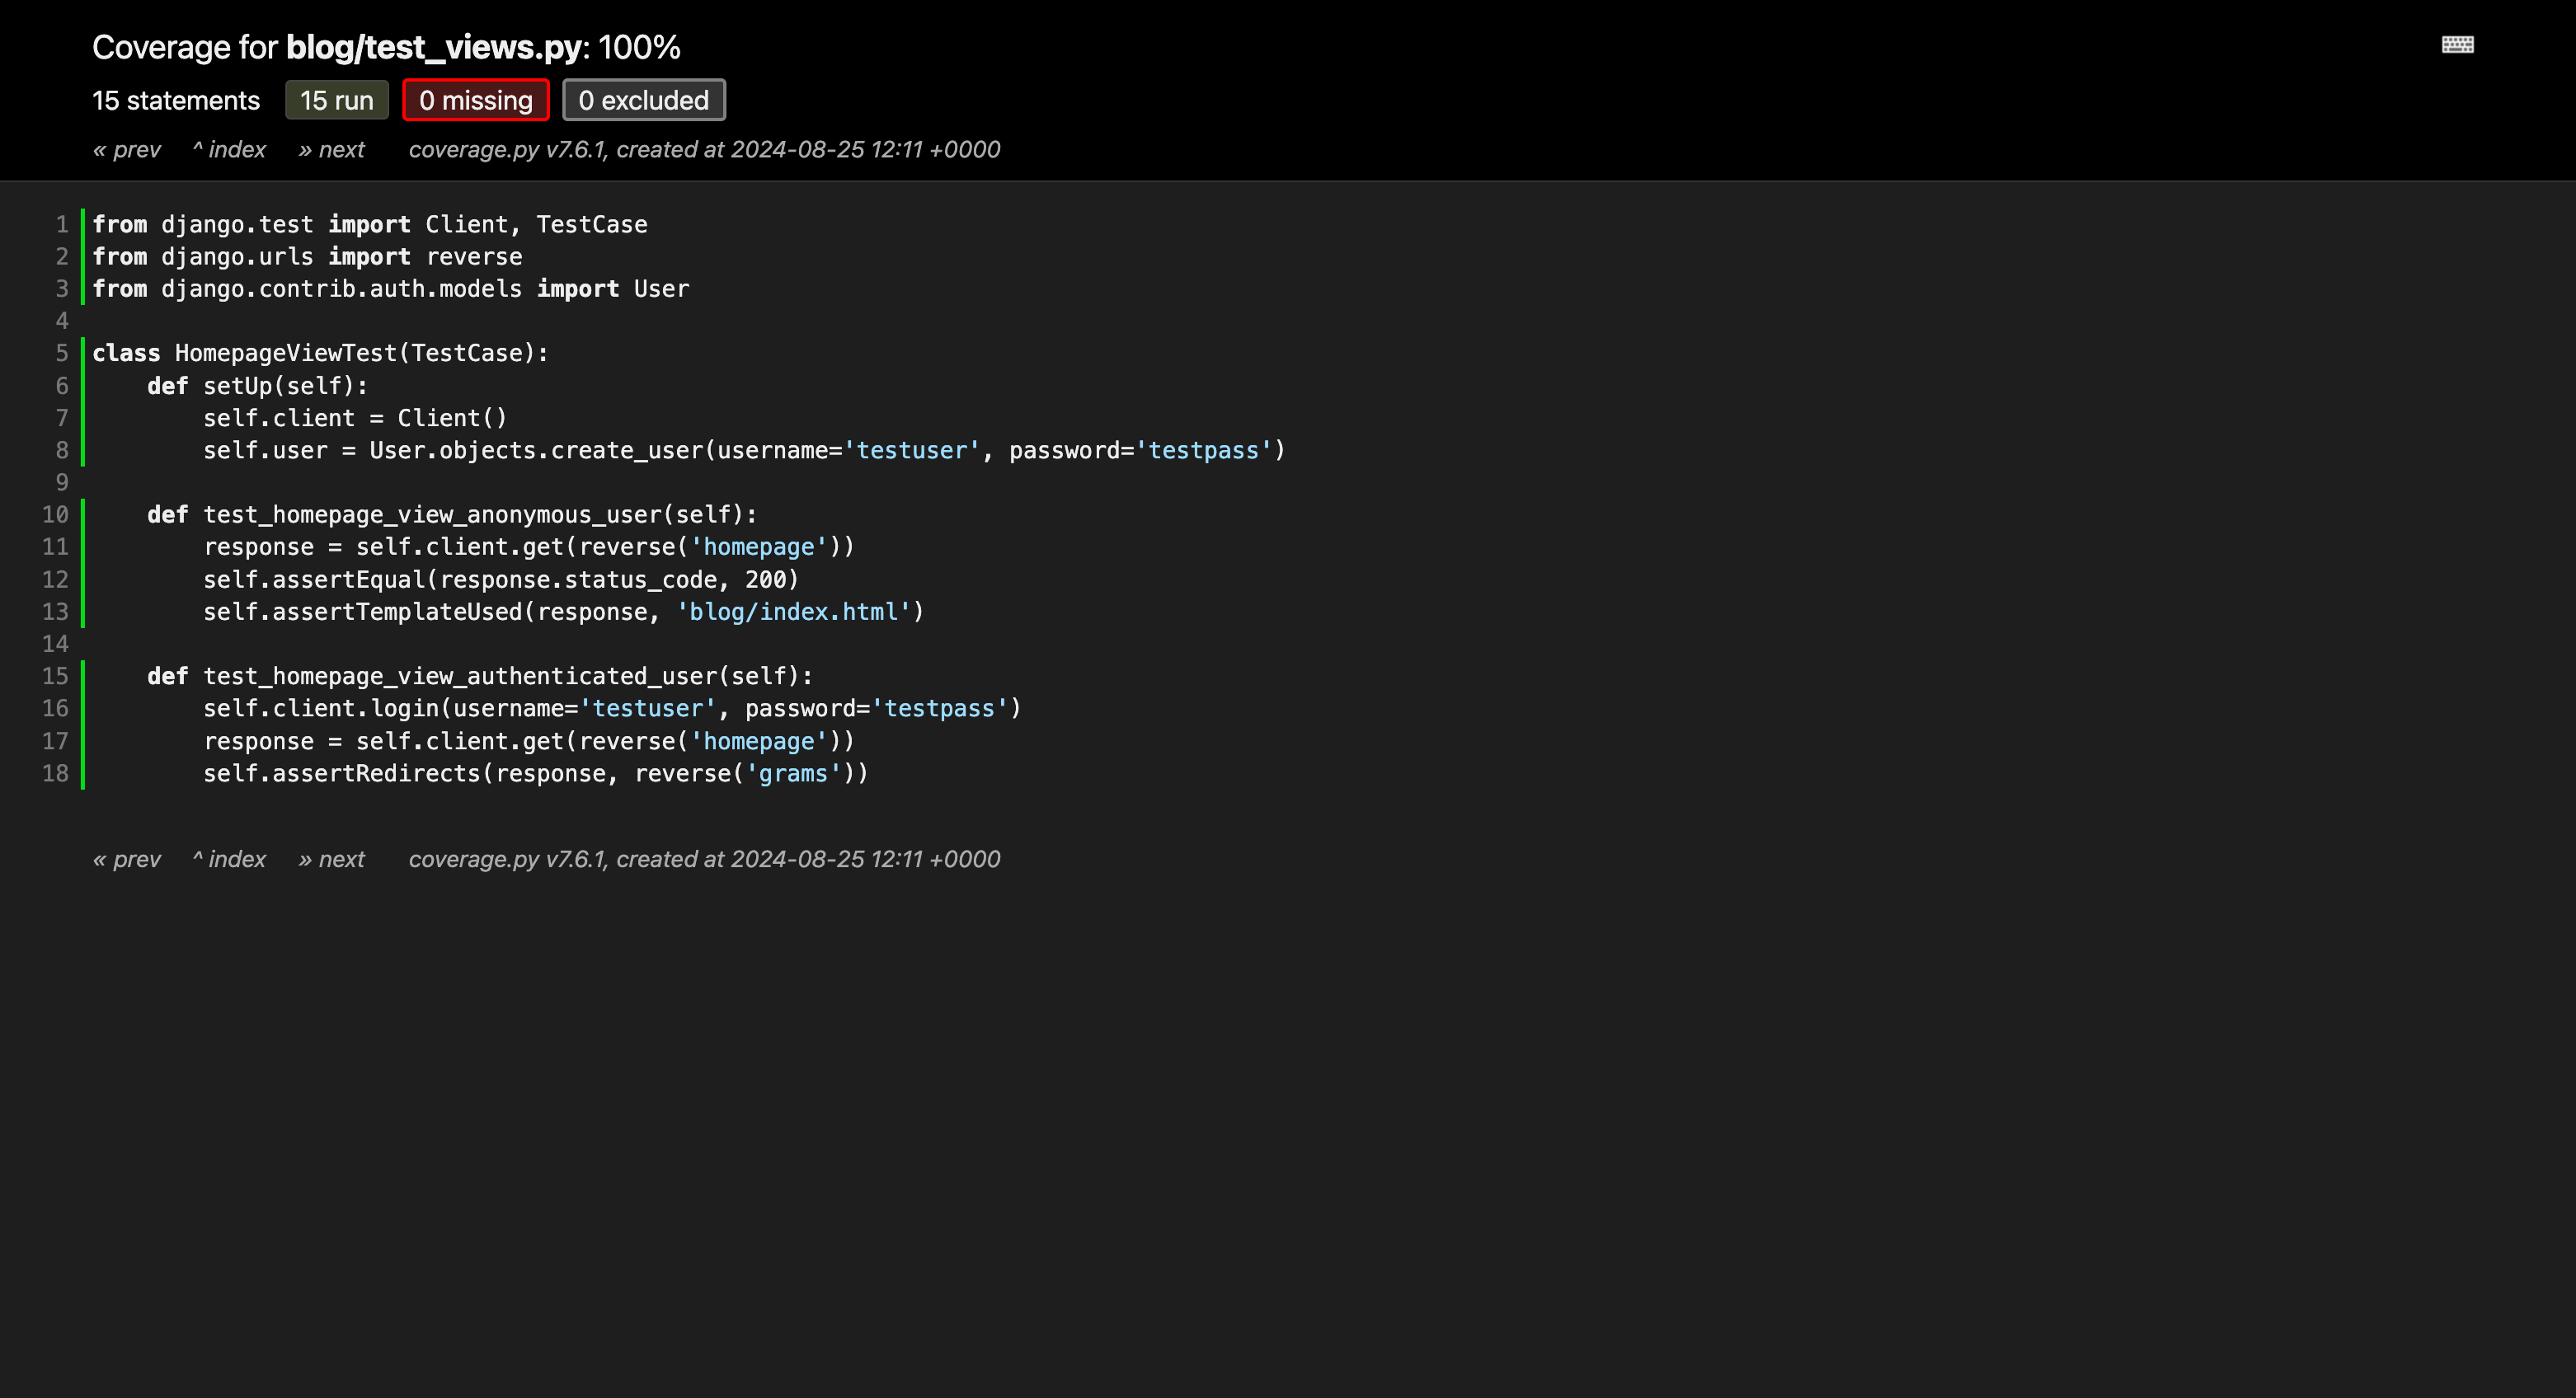 Coverage for blog/test_views.py: 100%
15 statements 15 run 0 missing 0 excluded
« prev ^ index » next coverage.py v7.6.1, created at 2024-08-25 12:11 +0000
1 from django.test import Client, TestCase
2 from django.urls import reverse
3 from django.contrib.auth.models import User
4
5 class HomepageViewTest(TestCase):
6     def setUp(self):
7         self.client = Client()
8         self.user = User.objects.create_user(username='testuser', password='testpass')
9
10     def test_homepage_view_anonymous_user(self):
11         response = self.client.get(reverse('homepage'))
12         self.assertEqual(response.status_code, 200)
13         self.assertTemplateUsed(response, 'blog/index.html')
14
15     def test_homepage_view_authenticated_user(self):
16         self.client.login(username='testuser', password='testpass')
17         response = self.client.get(reverse('homepage'))
18         self.assertRedirects(response, reverse('grams'))
« prev ^ index » next coverage.py v7.6.1, created at 2024-08-25 12:11 +0000